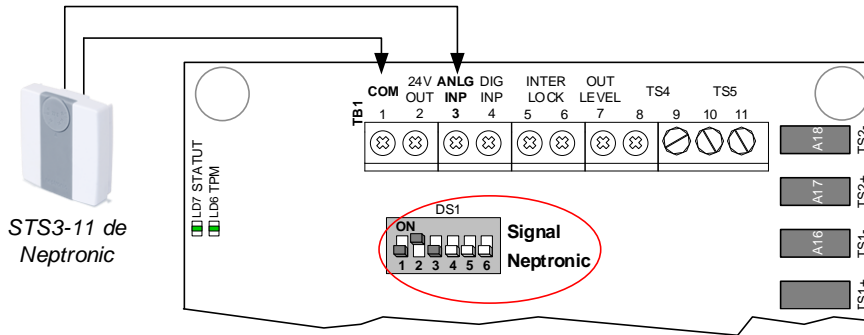 COM 24V OUT ANLG INP DIG INP INTER LOCK OUT LEVEL TS4 TS5
TB1
1 2 3 4 5 6 7 8 9 10 11
LD7 STATUT
LD6 TPM
STS3-11 de
Neptronic
DS1
ON
1 2 3 4 5 6
Signal
Neptronic
A18
TS2-
A17
TS2+
A16
TS1-
TS1+